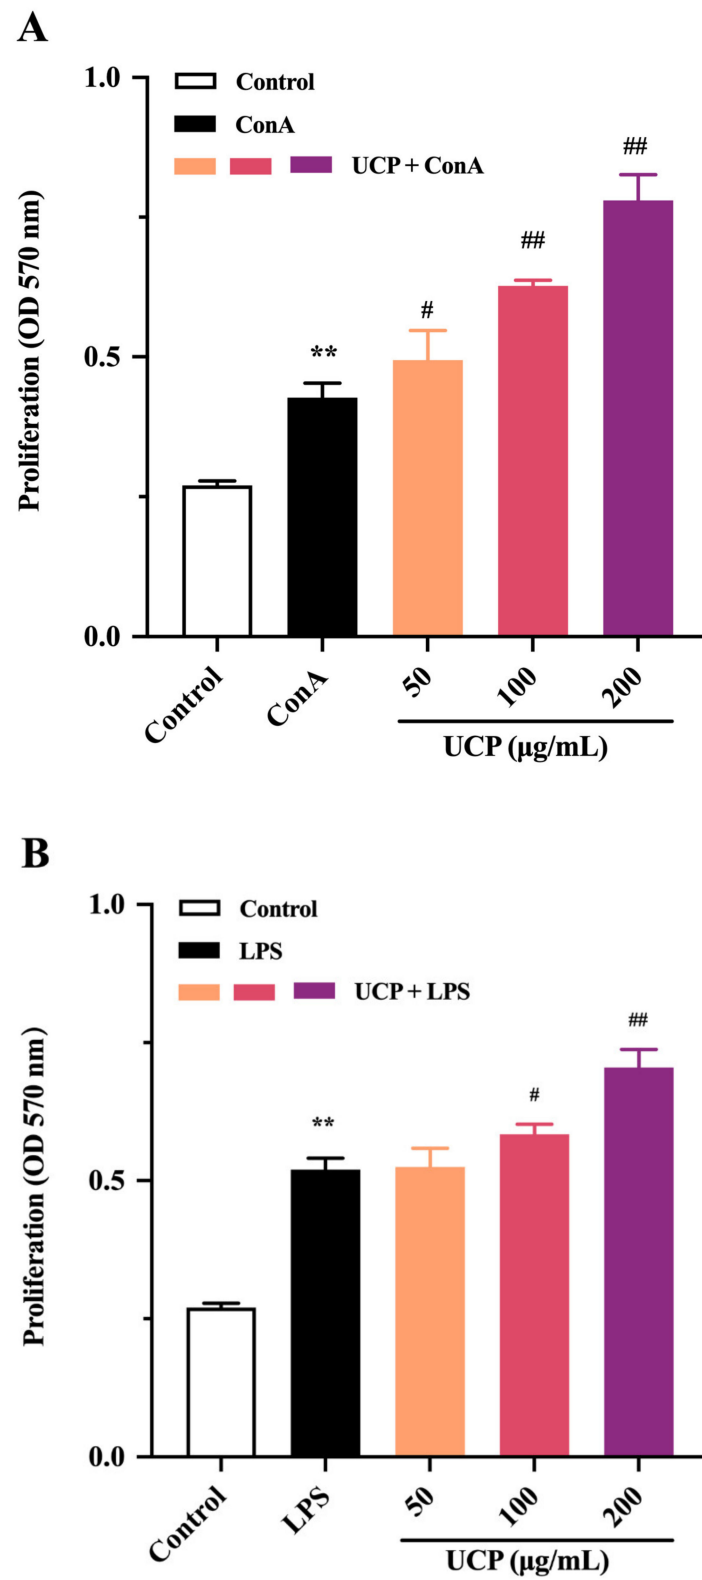 A
Proliferation (OD 570 nm)
1.0
0.5
0.0
Control
ConA
UCP + ConA
**
#
##
##
Control
ConA
50
100
200
UCP (μg/mL)
B
Proliferation (OD 570 nm)
1.0
0.5
0.0
Control
LPS
UCP + LPS
**
#
##
Control
LPS
50
100
200
UCP (μg/mL)